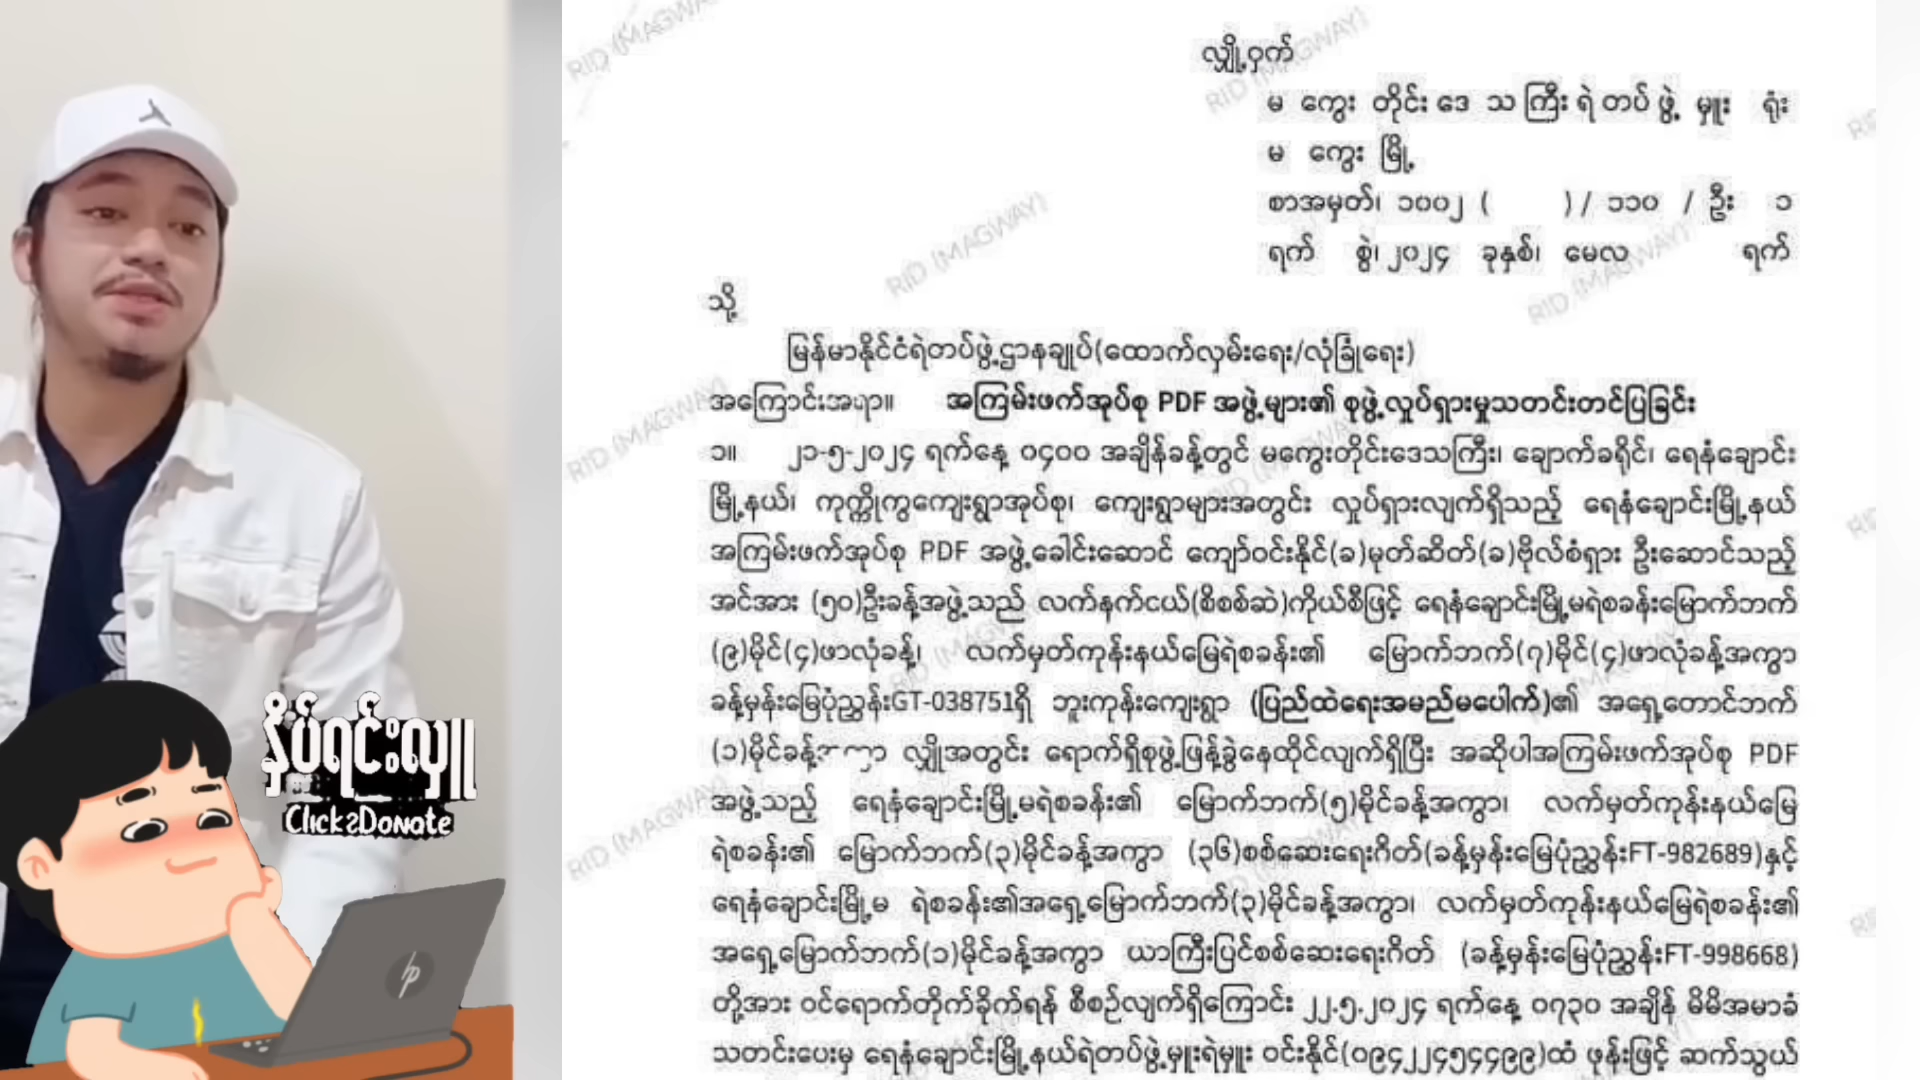 လျှို့ဝှက်
မ ကွေး တိုင်း ဒေ သ ကြီး ရဲ တပ် ဖွဲ့ မှူး ရုံး
မ ကွေး မြို့
စာအမှတ်၊ ၁၀၀၂ ( ) / ၁၁၀ / ဦး ၁
ရက် စွဲ၊ ၂၀၂၄ ခုနှစ်၊ မေလ ရက်
သို့
မြန်မာနိုင်ငံရဲတပ်ဖွဲ့ဌာနချုပ်(ထောက်လှမ်းရေး/လုံခြုံရေး)
အကြောင်းအရာ။ အကြမ်းဖက်အုပ်စု PDF အဖွဲ့များ၏ စုဖွဲ့လှုပ်ရှားမှုသတင်းတင်ပြခြင်း
၁။ ၂၁-၅-၂၀၂၄ ရက်နေ့ ၀၄၀၀ အချိန်ခန့်တွင် မကွေးတိုင်းဒေသကြီး၊ ချောက်ခရိုင်၊ ရေနံချောင်း
မြို့နယ်၊ ကုက္ကိုကွကျေးရွာအုပ်စု၊ ကျေးရွာများအတွင်း လှုပ်ရှားလျက်ရှိသည့် ရေနံချောင်းမြို့နယ်
အကြမ်းဖက်အုပ်စု PDF အဖွဲ့ခေါင်းဆောင် ကျော်ဝင်းနိုင်(ခ)မုတ်ဆိတ်(ခ)ဗိုလ်စံရှား ဦးဆောင်သည့်
အင်အား (၅၀)ဦးခန့်အဖွဲ့သည် လက်နက်ငယ်(စိစစ်ဆဲ)ကိုယ်စီဖြင့် ရေနံချောင်းမြို့မရဲစခန်းမြောက်ဘက်
(၉)မိုင်(၄)ဖာလုံခန့်၊ လက်မှတ်ကုန်းနယ်မြေရဲစခန်း၏ မြောက်ဘက်(၇)မိုင်(၄)ဖာလုံခန့်အကွာ
ခန့်မှန်းမြေပုံညွှန်းGT-038751ရှိ ဘူးကုန်းကျေးရွာ (ပြည်ထဲရေးအမည်မပေါက်)၏ အရှေ့တောင်ဘက်
(၁)မိုင်ခန့်အကွာ လျှိုအတွင်း ရောက်ရှိစုဖွဲ့ဖြန့်ခွဲနေထိုင်လျက်ရှိပြီး အဆိုပါအကြမ်းဖက်အုပ်စု PDF
အဖွဲ့သည့် ရေနံချောင်းမြို့မရဲစခန်း၏ မြောက်ဘက်(၅)မိုင်ခန့်အကွာ၊ လက်မှတ်ကုန်းနယ်မြေ
ရဲစခန်း၏ မြောက်ဘက်(၃)မိုင်ခန့်အကွာ (၃၆)စစ်ဆေးရေးဂိတ်(ခန့်မှန်းမြေပုံညွှန်းFT-982689)နှင့်
ရေနံချောင်းမြို့မ ရဲစခန်း၏အရှေ့မြောက်ဘက်(၃)မိုင်ခန့်အကွာ၊ လက်မှတ်ကုန်းနယ်မြေရဲစခန်း၏
အရှေ့မြောက်ဘက်(၁)မိုင်ခန့်အကွာ ယာကြီးပြင်စစ်ဆေးရေးဂိတ် (ခန့်မှန်းမြေပုံညွှန်းFT-998668)
တို့အား ဝင်ရောက်တိုက်ခိုက်ရန် စီစဉ်လျက်ရှိကြောင်း ၂၂.၅.၂၀၂၄ ရက်နေ့ ၀၇၃၀ အချိန် မိမိအမာခံ
သတင်းပေးမှ ရေနံချောင်းမြို့နယ်ရဲတပ်ဖွဲ့မှူးရဲမှူး ဝင်းနိုင်(၀၉၄၂၂၄၅၄၄၉၉)ထံ ဖုန်းဖြင့် ဆက်သွယ်
နှိပ်ရင်းလှူ
Click2Donate
hp
RID (MAGWAY)
RID (MAGWAY)
RID (MAGWAY)
RID (MAGWAY)
RID (MAGWAY)
RID (MAGWAY)